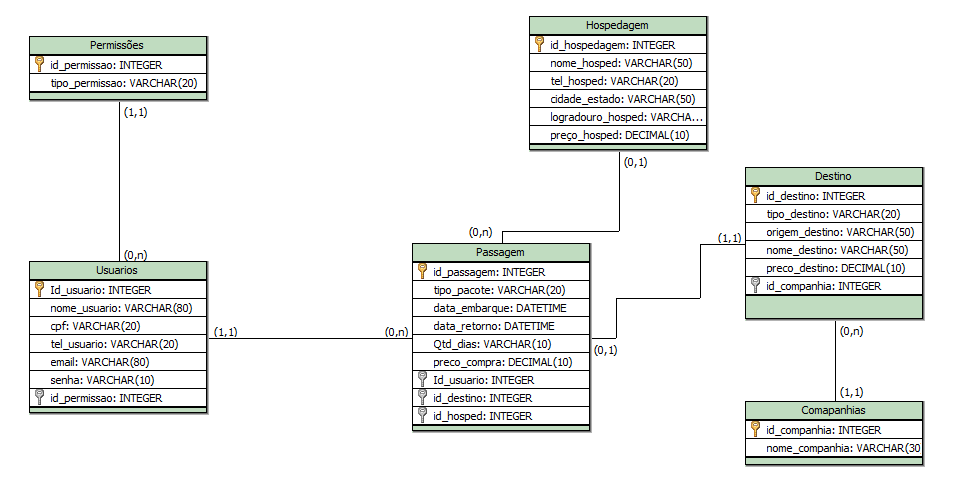 Permissões
id_permissao: INTEGER
tipo_permissao: VARCHAR(20)
(1,1)
(0,n)
Usuarios
Id_usuario: INTEGER
nome_usuario: VARCHAR(80)
cpf: VARCHAR(20)
tel_usuario: VARCHAR(20)
email: VARCHAR(80)
senha: VARCHAR(10)
id_permissao: INTEGER
(1,1)
(0,n)
Hospedagem
id_hospedagem: INTEGER
nome_hosped: VARCHAR(50)
tel_hosped: VARCHAR(20)
cidade_estado: VARCHAR(50)
logradouro_hosped: VARCHA...
preço_hosped: DECIMAL(10)
(0,1)
(0,n)
Passagem
id_passagem: INTEGER
tipo_pacote: VARCHAR(20)
data_embarque: DATETIME
data_retorno: DATETIME
Qtd_dias: VARCHAR(10)
preco_compra: DECIMAL(10)
Id_usuario: INTEGER
id_destino: INTEGER
id_hosped: INTEGER
(0,1)
(1,1)
Destino
id_destino: INTEGER
tipo_destino: VARCHAR(20)
origem_destino: VARCHAR(50)
nome_destino: VARCHAR(50)
preco_destino: DECIMAL(10)
id_companhia: INTEGER
(0,n)
(1,1)
Comapanhias
id_companhia: INTEGER
nome_companhia: VARCHAR(30